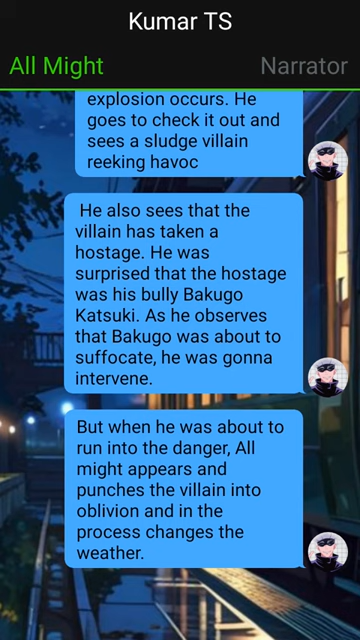 Kumar TS
All Might
Narrator
explosion occurs. He
goes to check it out and
sees a sludge villain
reeking havoc
He also sees that the
villain has taken a
hostage. He was
surprised that the hostage
was his bully Bakugo
Katsuki. As he observes
that Bakugo was about to
suffocate, he was gonna
intervene.
But when he was about to
run into the danger, All
might appears and
punches the villain into
oblivion and in the
process changes the
weather.